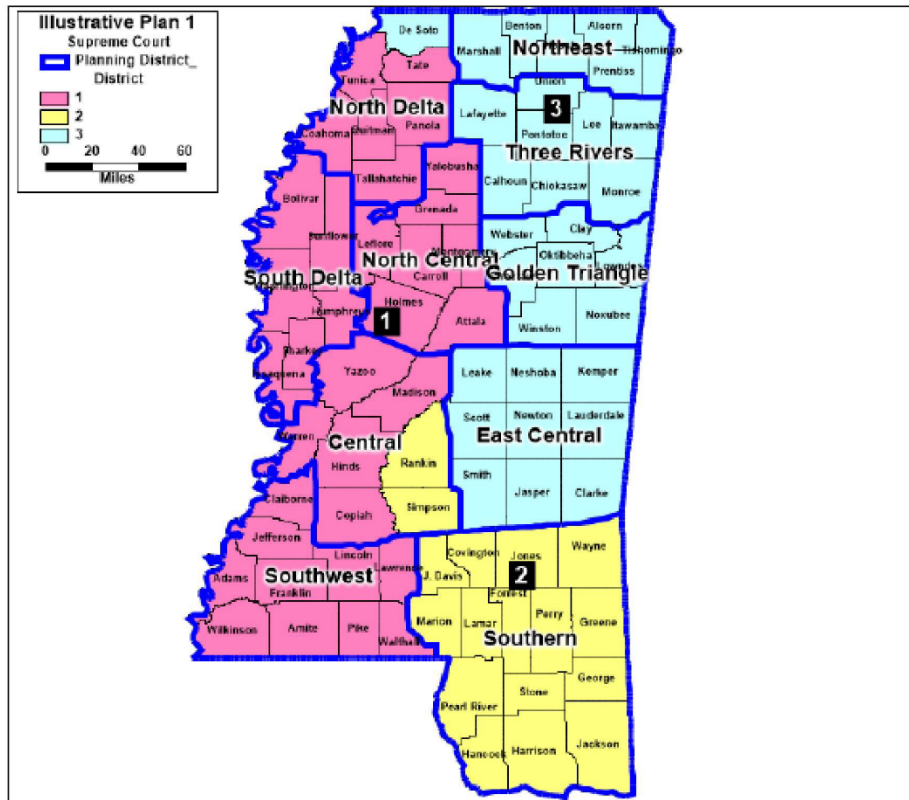 Illustrative Plan 1
Supreme Court
Planning District_
District
1
2
3
0 20 40 60
Miles
De Soto
Benton
Alcorn
Marshall
Northeast
Tishomingo
Prentiss
Tate
Tunica
Union
North Delta
Lafayette
3
Lee
Itawamba
Panola
Quitman
Coahoma
Pontotoc
Three Rivers
Yalobusha
Tallahatchie
Calhoun
Chickasaw
Monroe
Bolivar
Grenada
Webster
Clay
Sunflower
Leflore
Montgomery
Oktibbeha
North Central
Lowndes
South Delta
Carroll
Golden Triangle
Washington
Holmes
Humphreys
1
Attala
Winston
Noxubee
Sharkey
Issaquena
Yazoo
Leake
Neshoba
Kemper
Madison
Scott
Newton
Lauderdale
Warren
Central
East Central
Hinds
Rankin
Smith
Jasper
Clarke
Claiborne
Simpson
Copiah
Jefferson
Lincoln
Covington
Jones
Wayne
Lawrence
Adams
Southwest
J. Davis
2
Franklin
Forrest
Perry
Wilkinson
Amite
Pike
Walthall
Marion
Lamar
Greene
Southern
George
Stone
Pearl River
Hancock
Harrison
Jackson